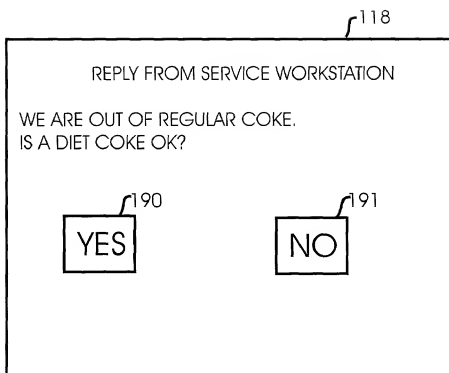 118
REPLY FROM SERVICE WORKSTATION
WE ARE OUT OF REGULAR COKE.
IS A DIET COKE OK?
190 191
YES NO